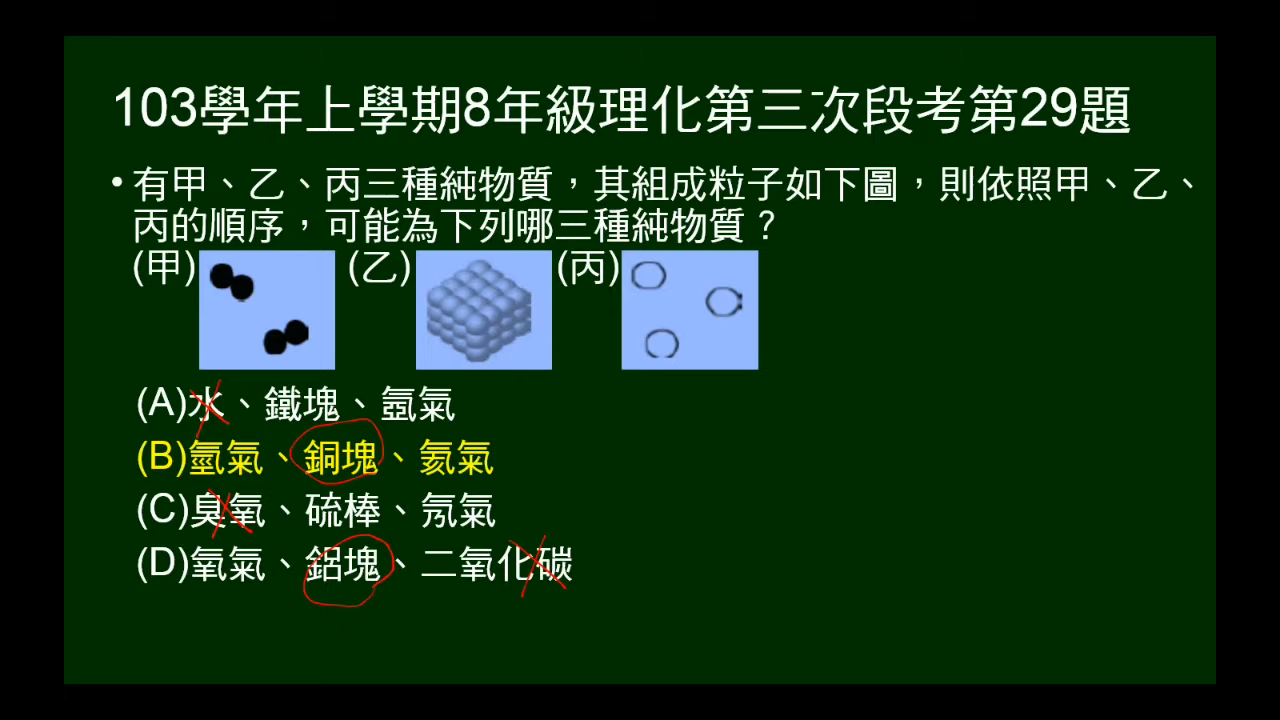 103學年上學期8年級理化第三次段考第29題
•有甲、乙、丙三種純物質，其組成粒子如下圖，則依照甲、乙、
丙的順序，可能為下列哪三種純物質？
(甲) (乙) (丙)
(A)水、鐵塊、氬氣
(B)氫氣、銅塊、氦氣
(C)臭氧、硫棒、氖氣
(D)氧氣、鋁塊、二氧化碳